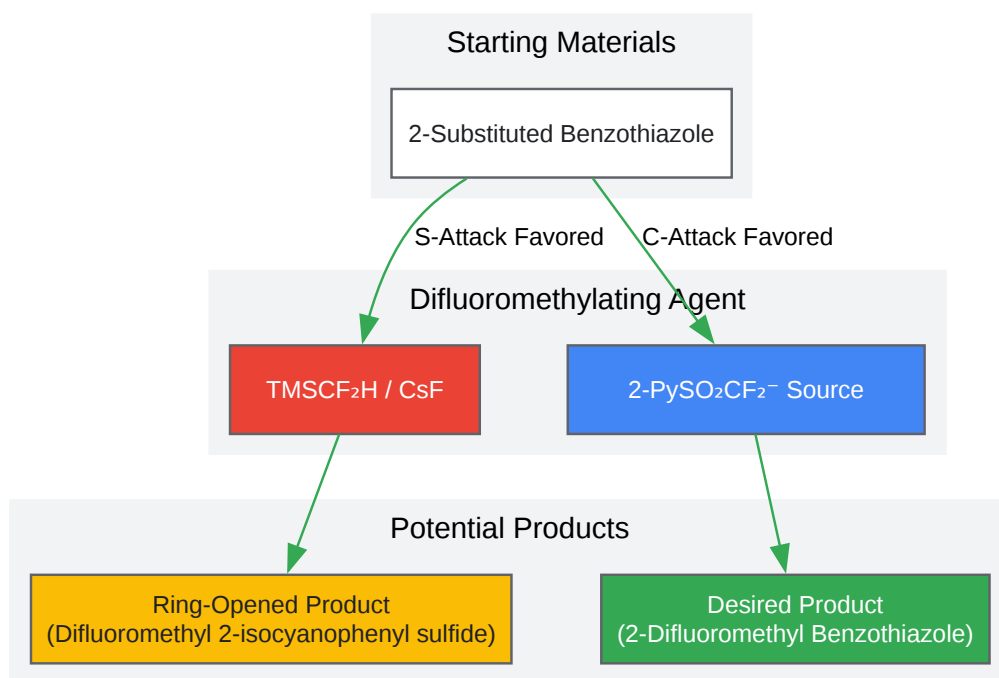 Starting Materials
2-Substituted Benzothiazole
S-Attack Favored
C-Attack Favored
Difluoromethylating Agent
TMSCF₂H / CsF
2-PySO₂CF₂⁻ Source
Potential Products
Ring-Opened Product
(Difluoromethyl 2-isocyanophenyl sulfide)
Desired Product
(2-Difluoromethyl Benzothiazole)